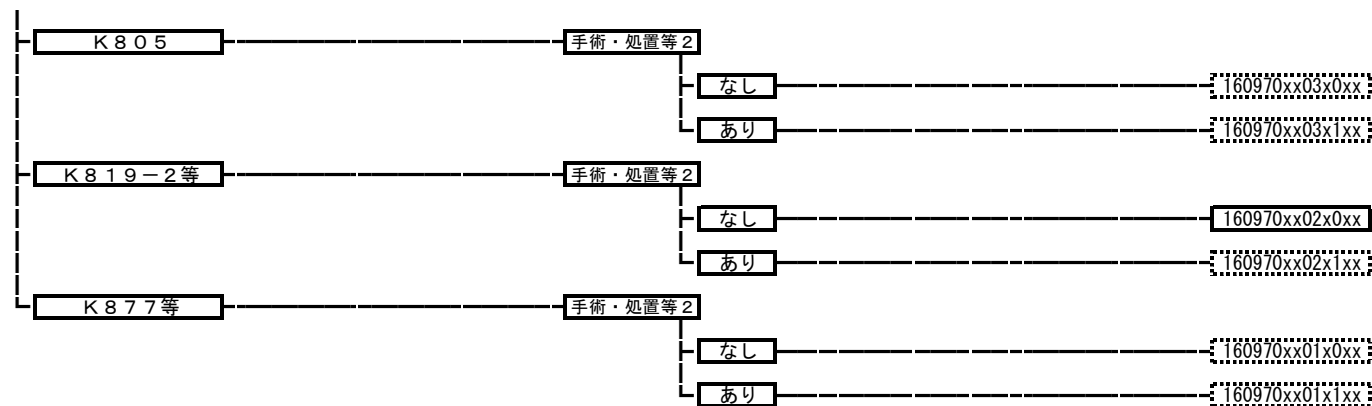 K805 手術・処置等2
なし 160970xx03x0xx
あり 160970xx03x1xx
K819-2等 手術・処置等2
なし 160970xx02x0xx
あり 160970xx02x1xx
K877等 手術・処置等2
なし 160970xx01x0xx
あり 160970xx01x1xx